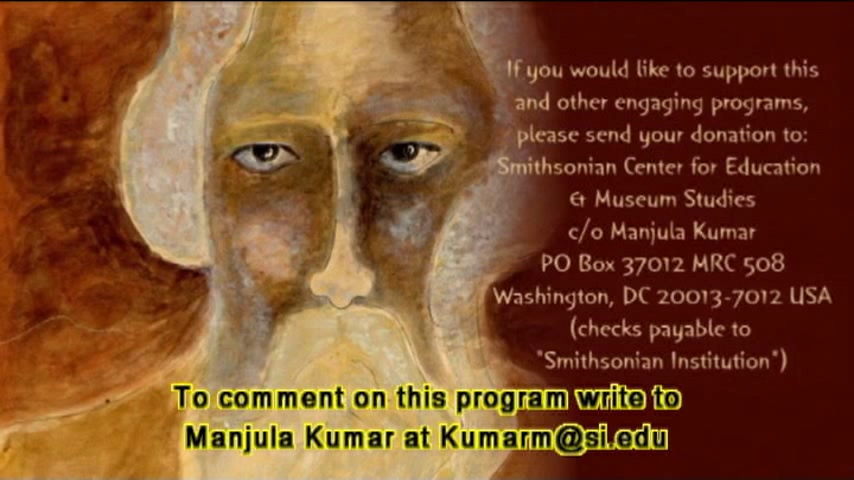 If you would like to support this
and other engaging programs,
please send your donation to:
Smithsonian Center for Education
& Museum Studies
c/o Manjula Kumar
PO Box 37012 MRC 508
Washington, DC 20013-7012 USA
(checks payable to
"Smithsonian Institution")
To comment on this program write to
Manjula Kumar at Kumarm@si.edu